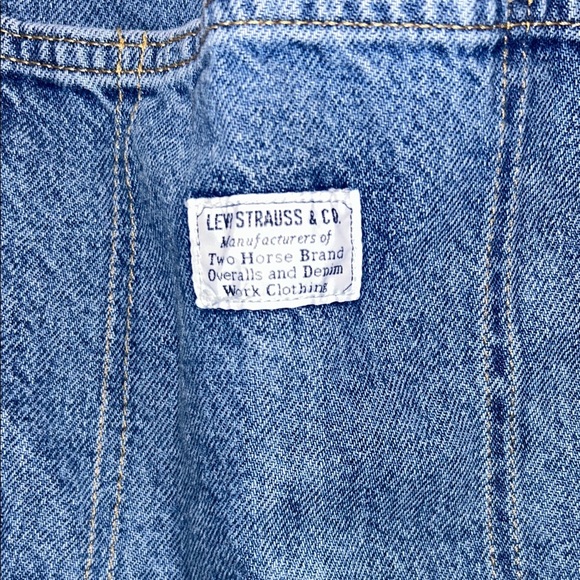 LEVI STRAUSS & CO.
Manufacturers of
Two Horse Brand
Overalls and Denim
Work Clothing